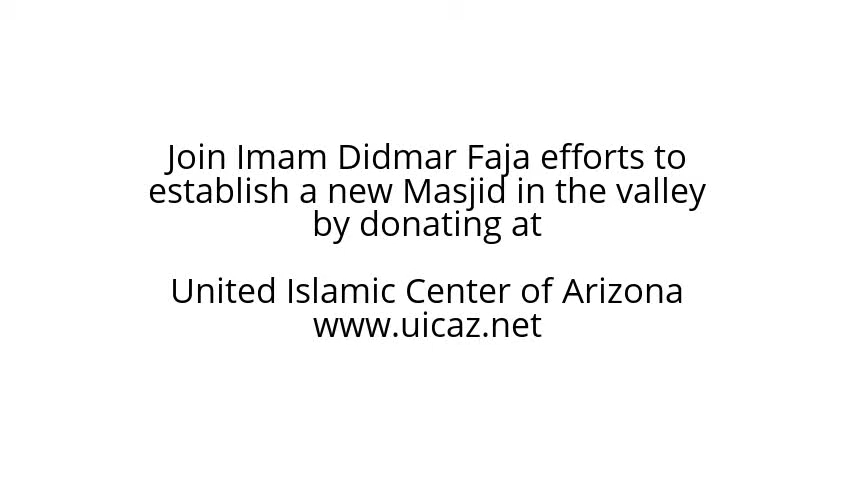 Join Imam Didmar Faja efforts to
establish a new Masjid in the valley
by donating at
United Islamic Center of Arizona
www.uicaz.net